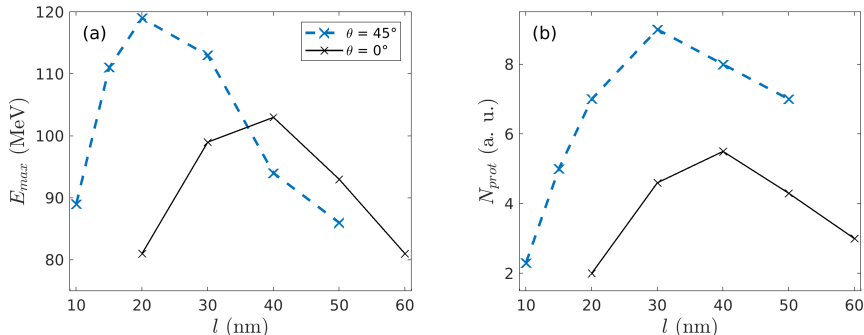 (a)
θ = 45°
θ = 0°
120
110
100
90
80
E_max (MeV)
10 20 30 40 50 60
l (nm)
(b)
8
6
4
2
N_prot (a. u.)
10 20 30 40 50 60
l (nm)